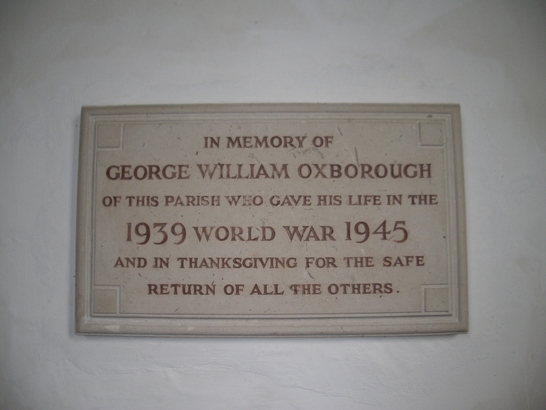 IN MEMORY OF
GEORGE WILLIAM OXBOROUGH
OF THIS PARISH WHO GAVE HIS LIFE IN THE
1939 WORLD WAR 1945
AND IN THANKSGIVING FOR THE SAFE
RETURN OF ALL THE OTHERS.